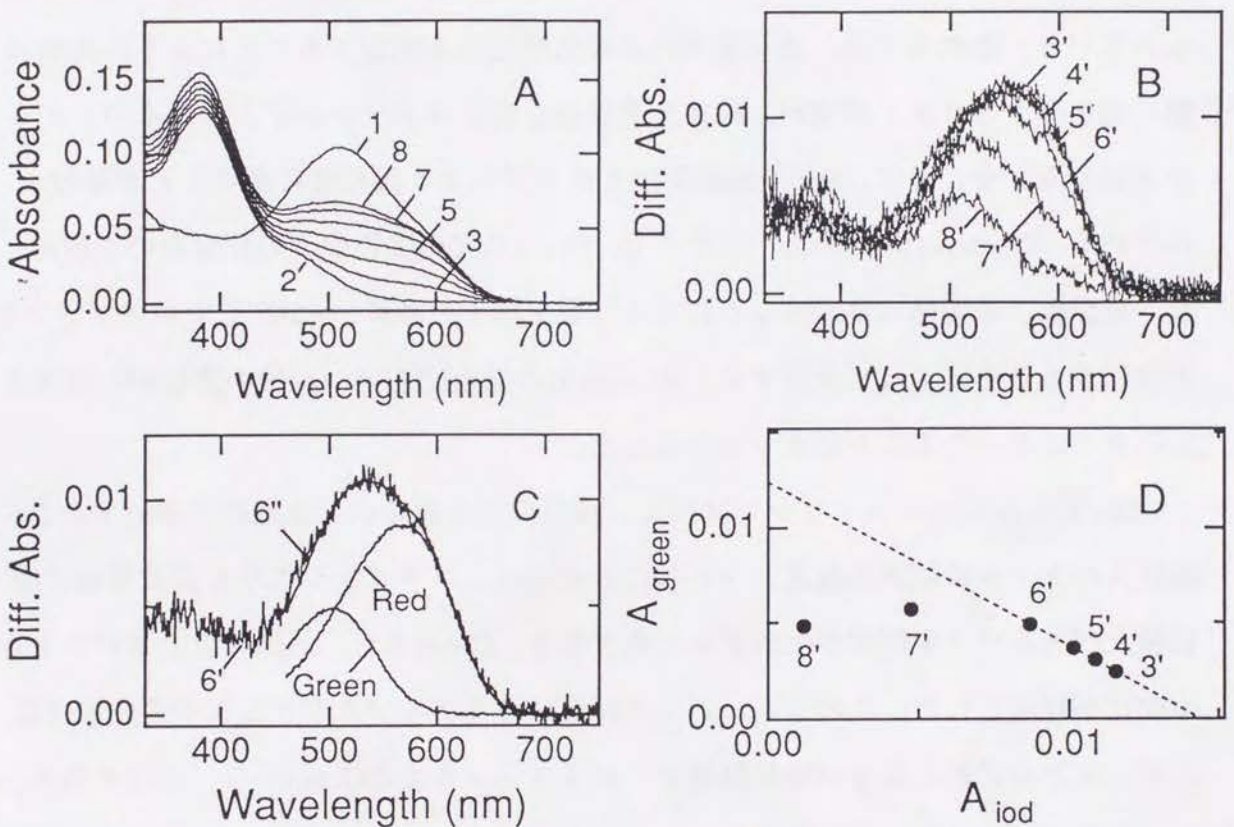 A
Absorbance
0.15
0.10
0.05
0.00
1
8
7
5
3
2
400 500 600 700
Wavelength (nm)
B
Diff. Abs.
0.01
0.00
3'
4'
5'
6'
8'
7'
400 500 600 700
Wavelength (nm)
C
Diff. Abs.
0.01
0.00
6"
6'
Red
Green
400 500 600 700
Wavelength (nm)
D
A green
0.01
0.00
8'
7'
6'
5'
4'
3'
0.00 0.01
A iod